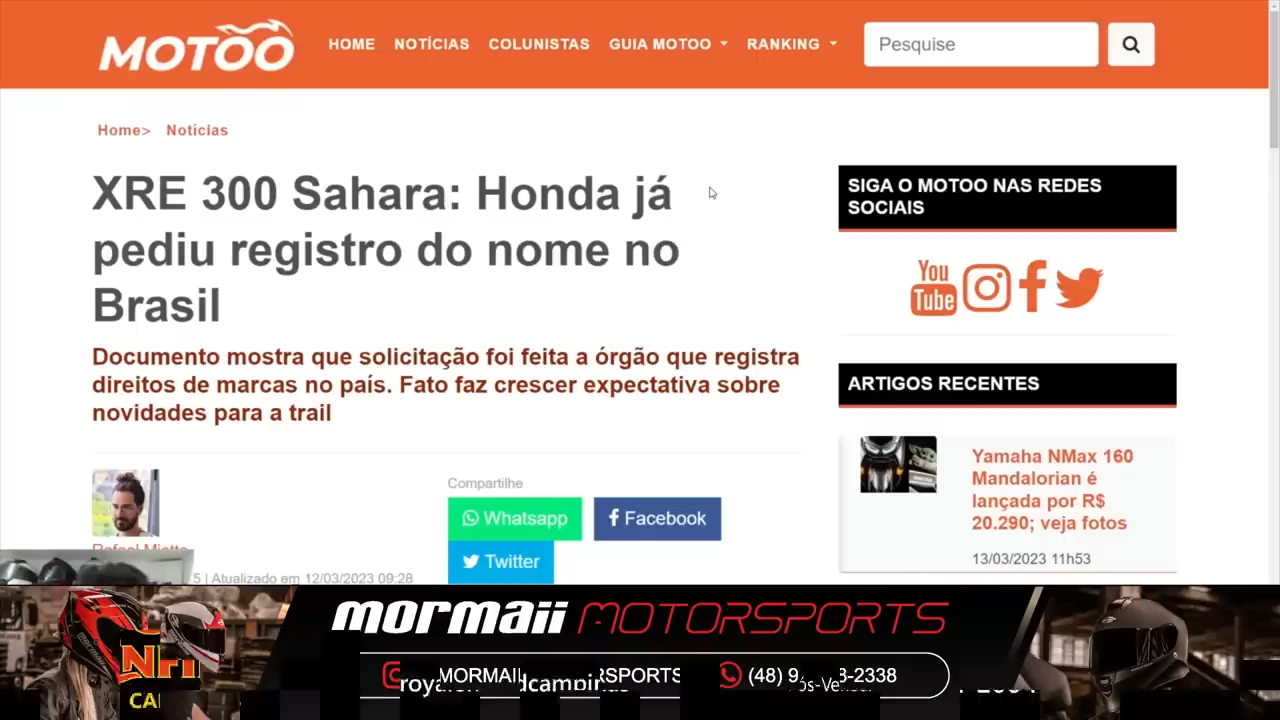 MOTOO
HOME NOTÍCIAS COLUNISTAS GUIA MOTOO RANKING
Pesquise
Home> Noticias
XRE 300 Sahara: Honda já
pediu registro do nome no
Brasil
Documento mostra que solicitação foi feita a órgão que registra
direitos de marcas no país. Fato faz crescer expectativa sobre
novidades para a trail
Compartilhe
Whatsapp
Facebook
Twitter
5 | Atualizado em 12/03/2023 09:28
SIGA O MOTOO NAS REDES
SOCIAIS
You
Tube
ARTIGOS RECENTES
Yamaha NMax 160
Mandalorian é
lançada por R$
20.290; veja fotos
13/03/2023 11h53
mormaii MOTORSPORTS